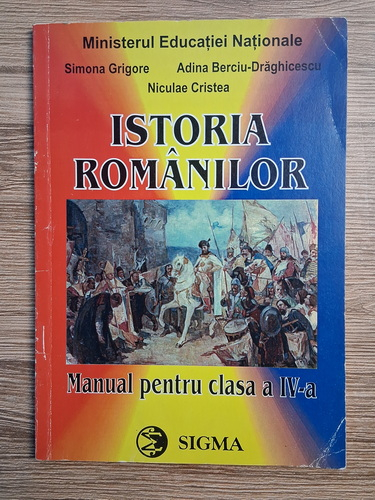 Ministerul Educației Naționale
Simona Grigore Adina Berciu-Drăghicescu
Niculae Cristea
ISTORIA
ROMÂNILOR
Manual pentru clasa a IV-a
SIGMA